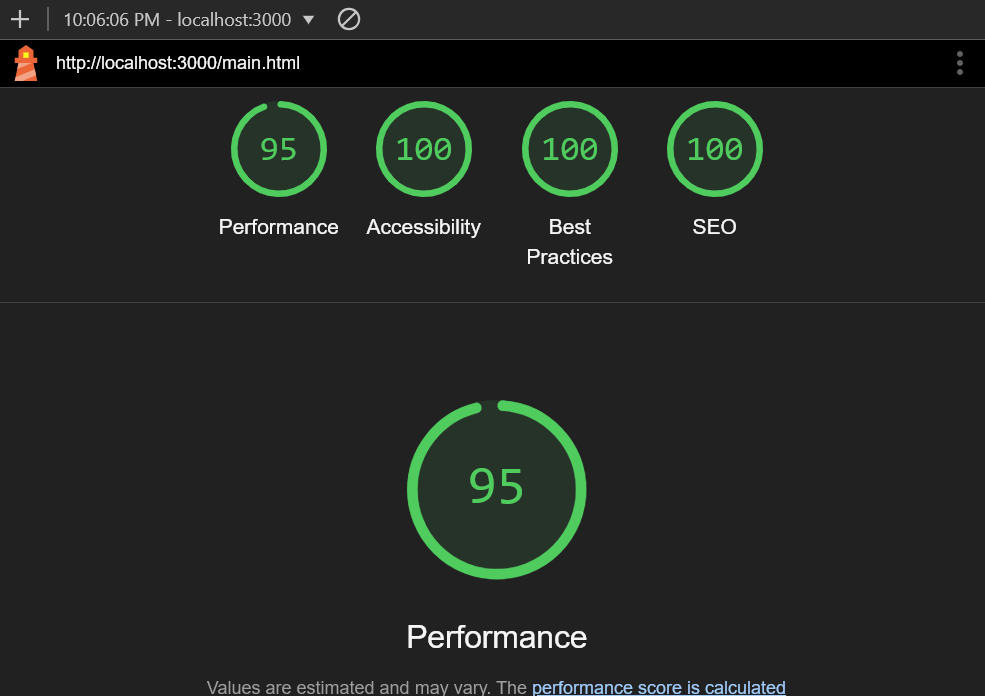 10:06:06 PM - localhost:3000
http://localhost:3000/main.html
95 100 100 100
Performance Accessibility Best Practices SEO
95
Performance
Values are estimated and may vary. The performance score is calculated